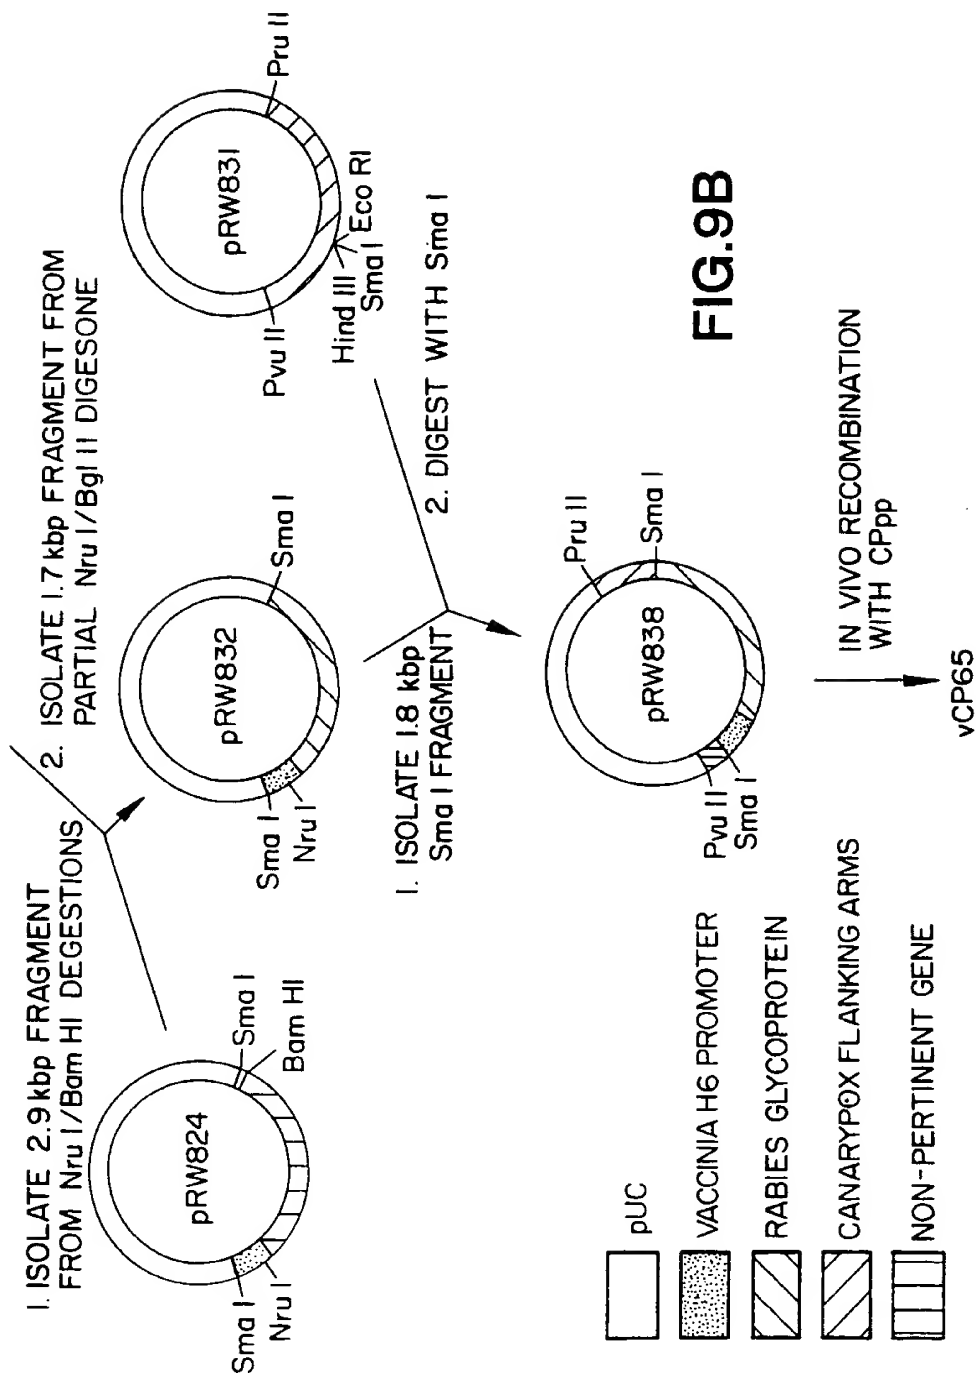 1. ISOLATE 2.9 kbp FRAGMENT
FROM Nru I/Bam HI DEGESTIONS
2. ISOLATE 1.7 kbp FRAGMENT FROM
PARTIAL Nru I/Bgl II DIGESONE
pRW824
Sma I
Nru I
Sma I
Bam HI
pRW832
Sma I
Nru I
Sma I
pRW831
Pvu II
Pru II
Hind III
Sma I
Eco RI
1. ISOLATE 1.8 kbp
Sma I FRAGMENT
2. DIGEST WITH Sma I
pRW838
Pru II
Sma I
Pvu II
Sma I
IN VIVO RECOMBINATION
WITH CPpp
vCP65
FIG.9B
pUC
VACCINIA H6 PROMOTER
RABIES GLYCOPROTEIN
CANARYPOX FLANKING ARMS
NON-PERTINENT GENE